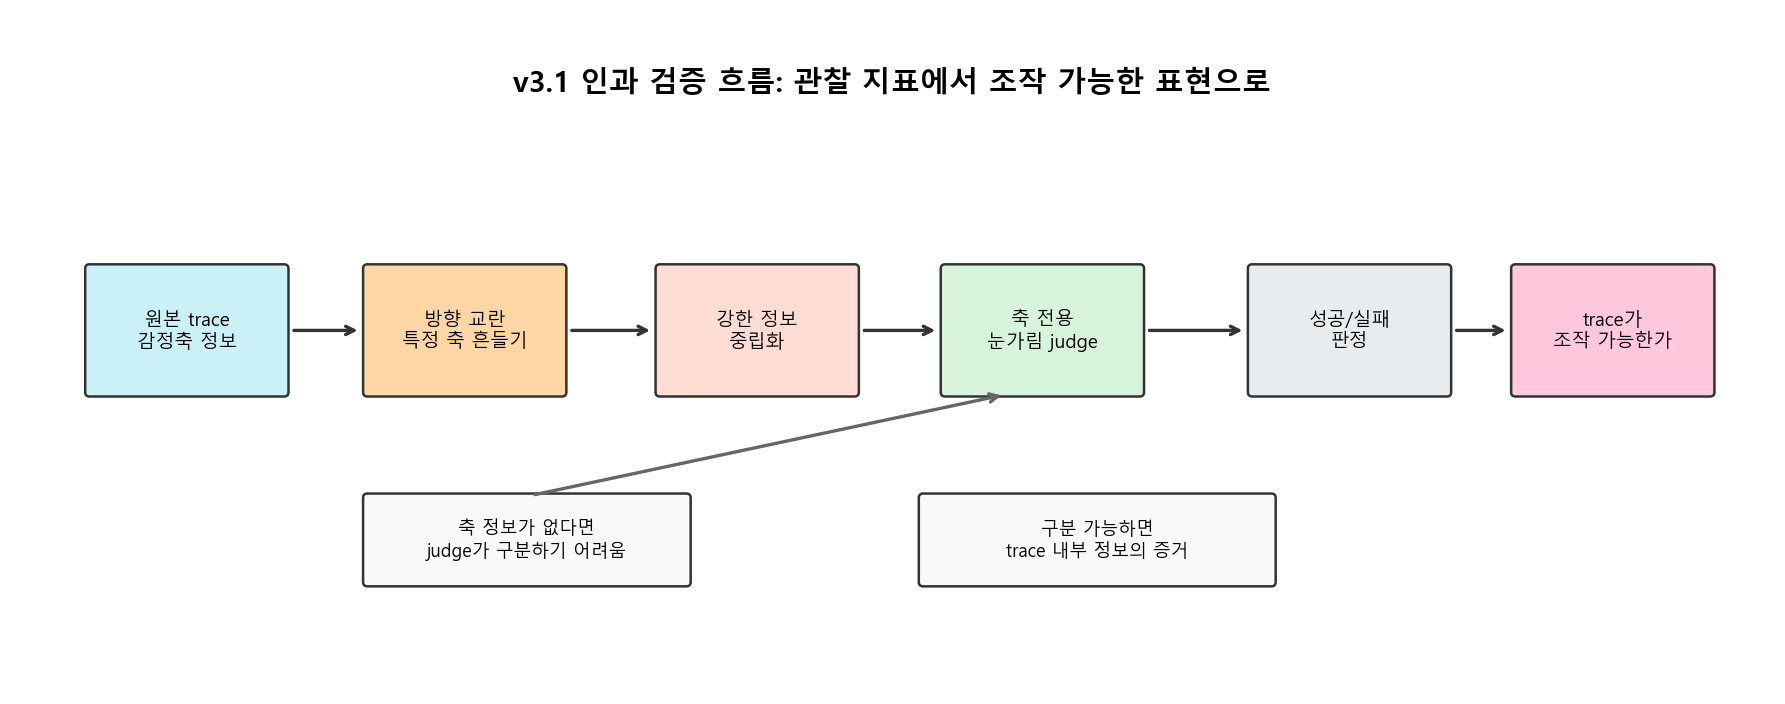 v3.1 인과 검증 흐름: 관찰 지표에서 조작 가능한 표현으로
원본 trace
감정축 정보
방향 교란
특정 축 흔들기
강한 정보
중립화
축 전용
눈가림 judge
성공/실패
판정
trace가
조작 가능한가
축 정보가 없다면
judge가 구분하기 어려움
구분 가능하면
trace 내부 정보의 증거